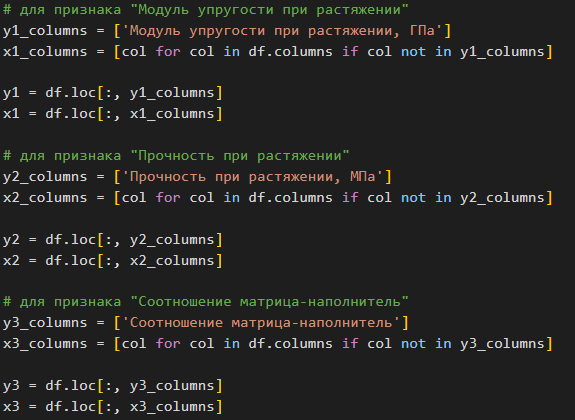 # для признака "Модуль упругости при растяжении"
y1_columns = ['Модуль упругости при растяжении, ГПа']
x1_columns = [col for col in df.columns if col not in y1_columns]
y1 = df.loc[:, y1_columns]
x1 = df.loc[:, x1_columns]
# для признака "Прочность при растяжении"
y2_columns = ['Прочность при растяжении, МПа']
x2_columns = [col for col in df.columns if col not in y2_columns]
y2 = df.loc[:, y2_columns]
x2 = df.loc[:, x2_columns]
# для признака "Соотношение матрица-наполнитель"
y3_columns = ['Соотношение матрица-наполнитель']
x3_columns = [col for col in df.columns if col not in y3_columns]
y3 = df.loc[:, y3_columns]
x3 = df.loc[:, x3_columns]